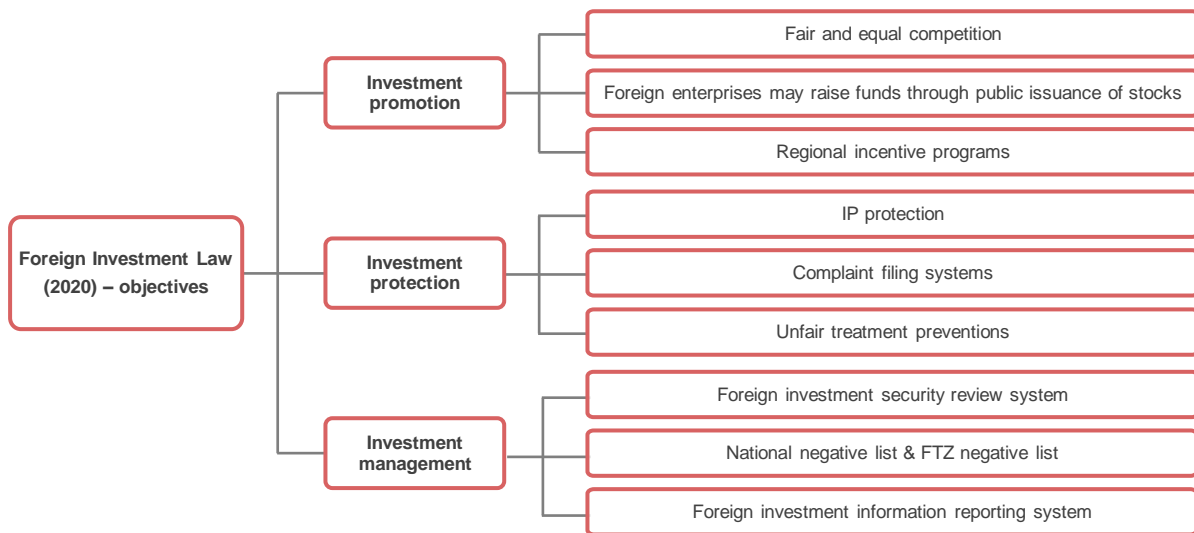 Foreign Investment Law
(2020) – objectives
Investment
promotion
Fair and equal competition
Foreign enterprises may raise funds through public issuance of stocks
Regional incentive programs
Investment
protection
IP protection
Complaint filing systems
Unfair treatment preventions
Investment
management
Foreign investment security review system
National negative list & FTZ negative list
Foreign investment information reporting system